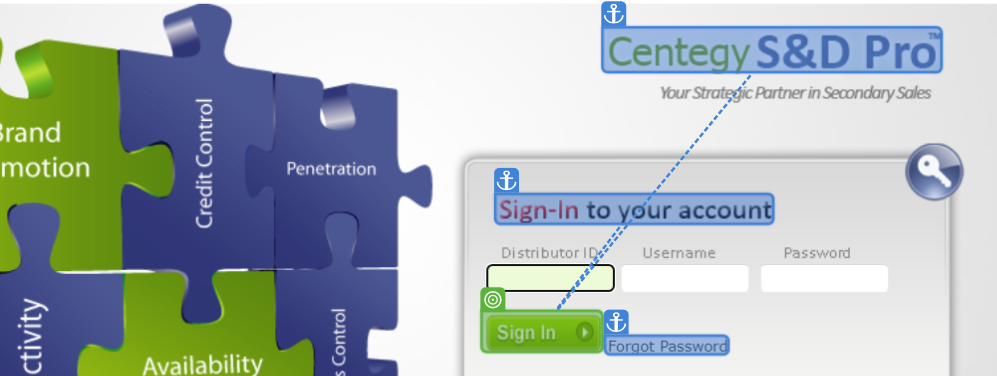 Centegy S&D Pro™
Your Strategic Partner in Secondary Sales
Brand
motion
Credit Control
Penetration
Sign-In to your account
Distributor ID
Username
Password
Sign In
Forgot Password
ctivity
Availability
s Control